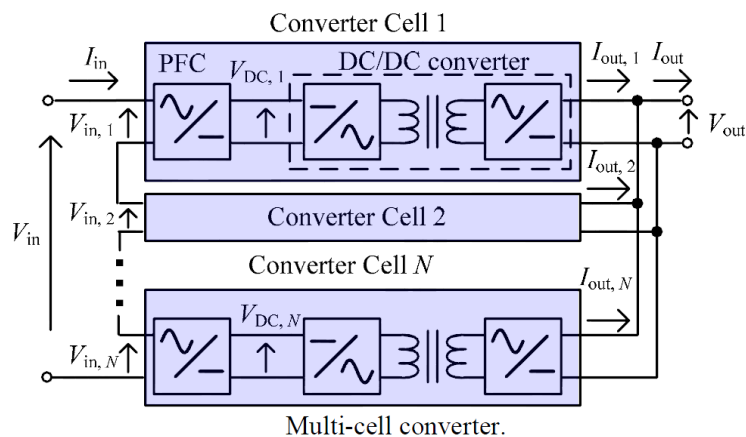 Converter Cell 1
I_in
PFC
V_DC, 1
DC/DC converter
I_out, 1
I_out
V_in, 1
V_out
I_out, 2
V_in, 2
Converter Cell 2
V_in
Converter Cell N
I_out, N
V_DC, N
V_in, N
Multi-cell converter.